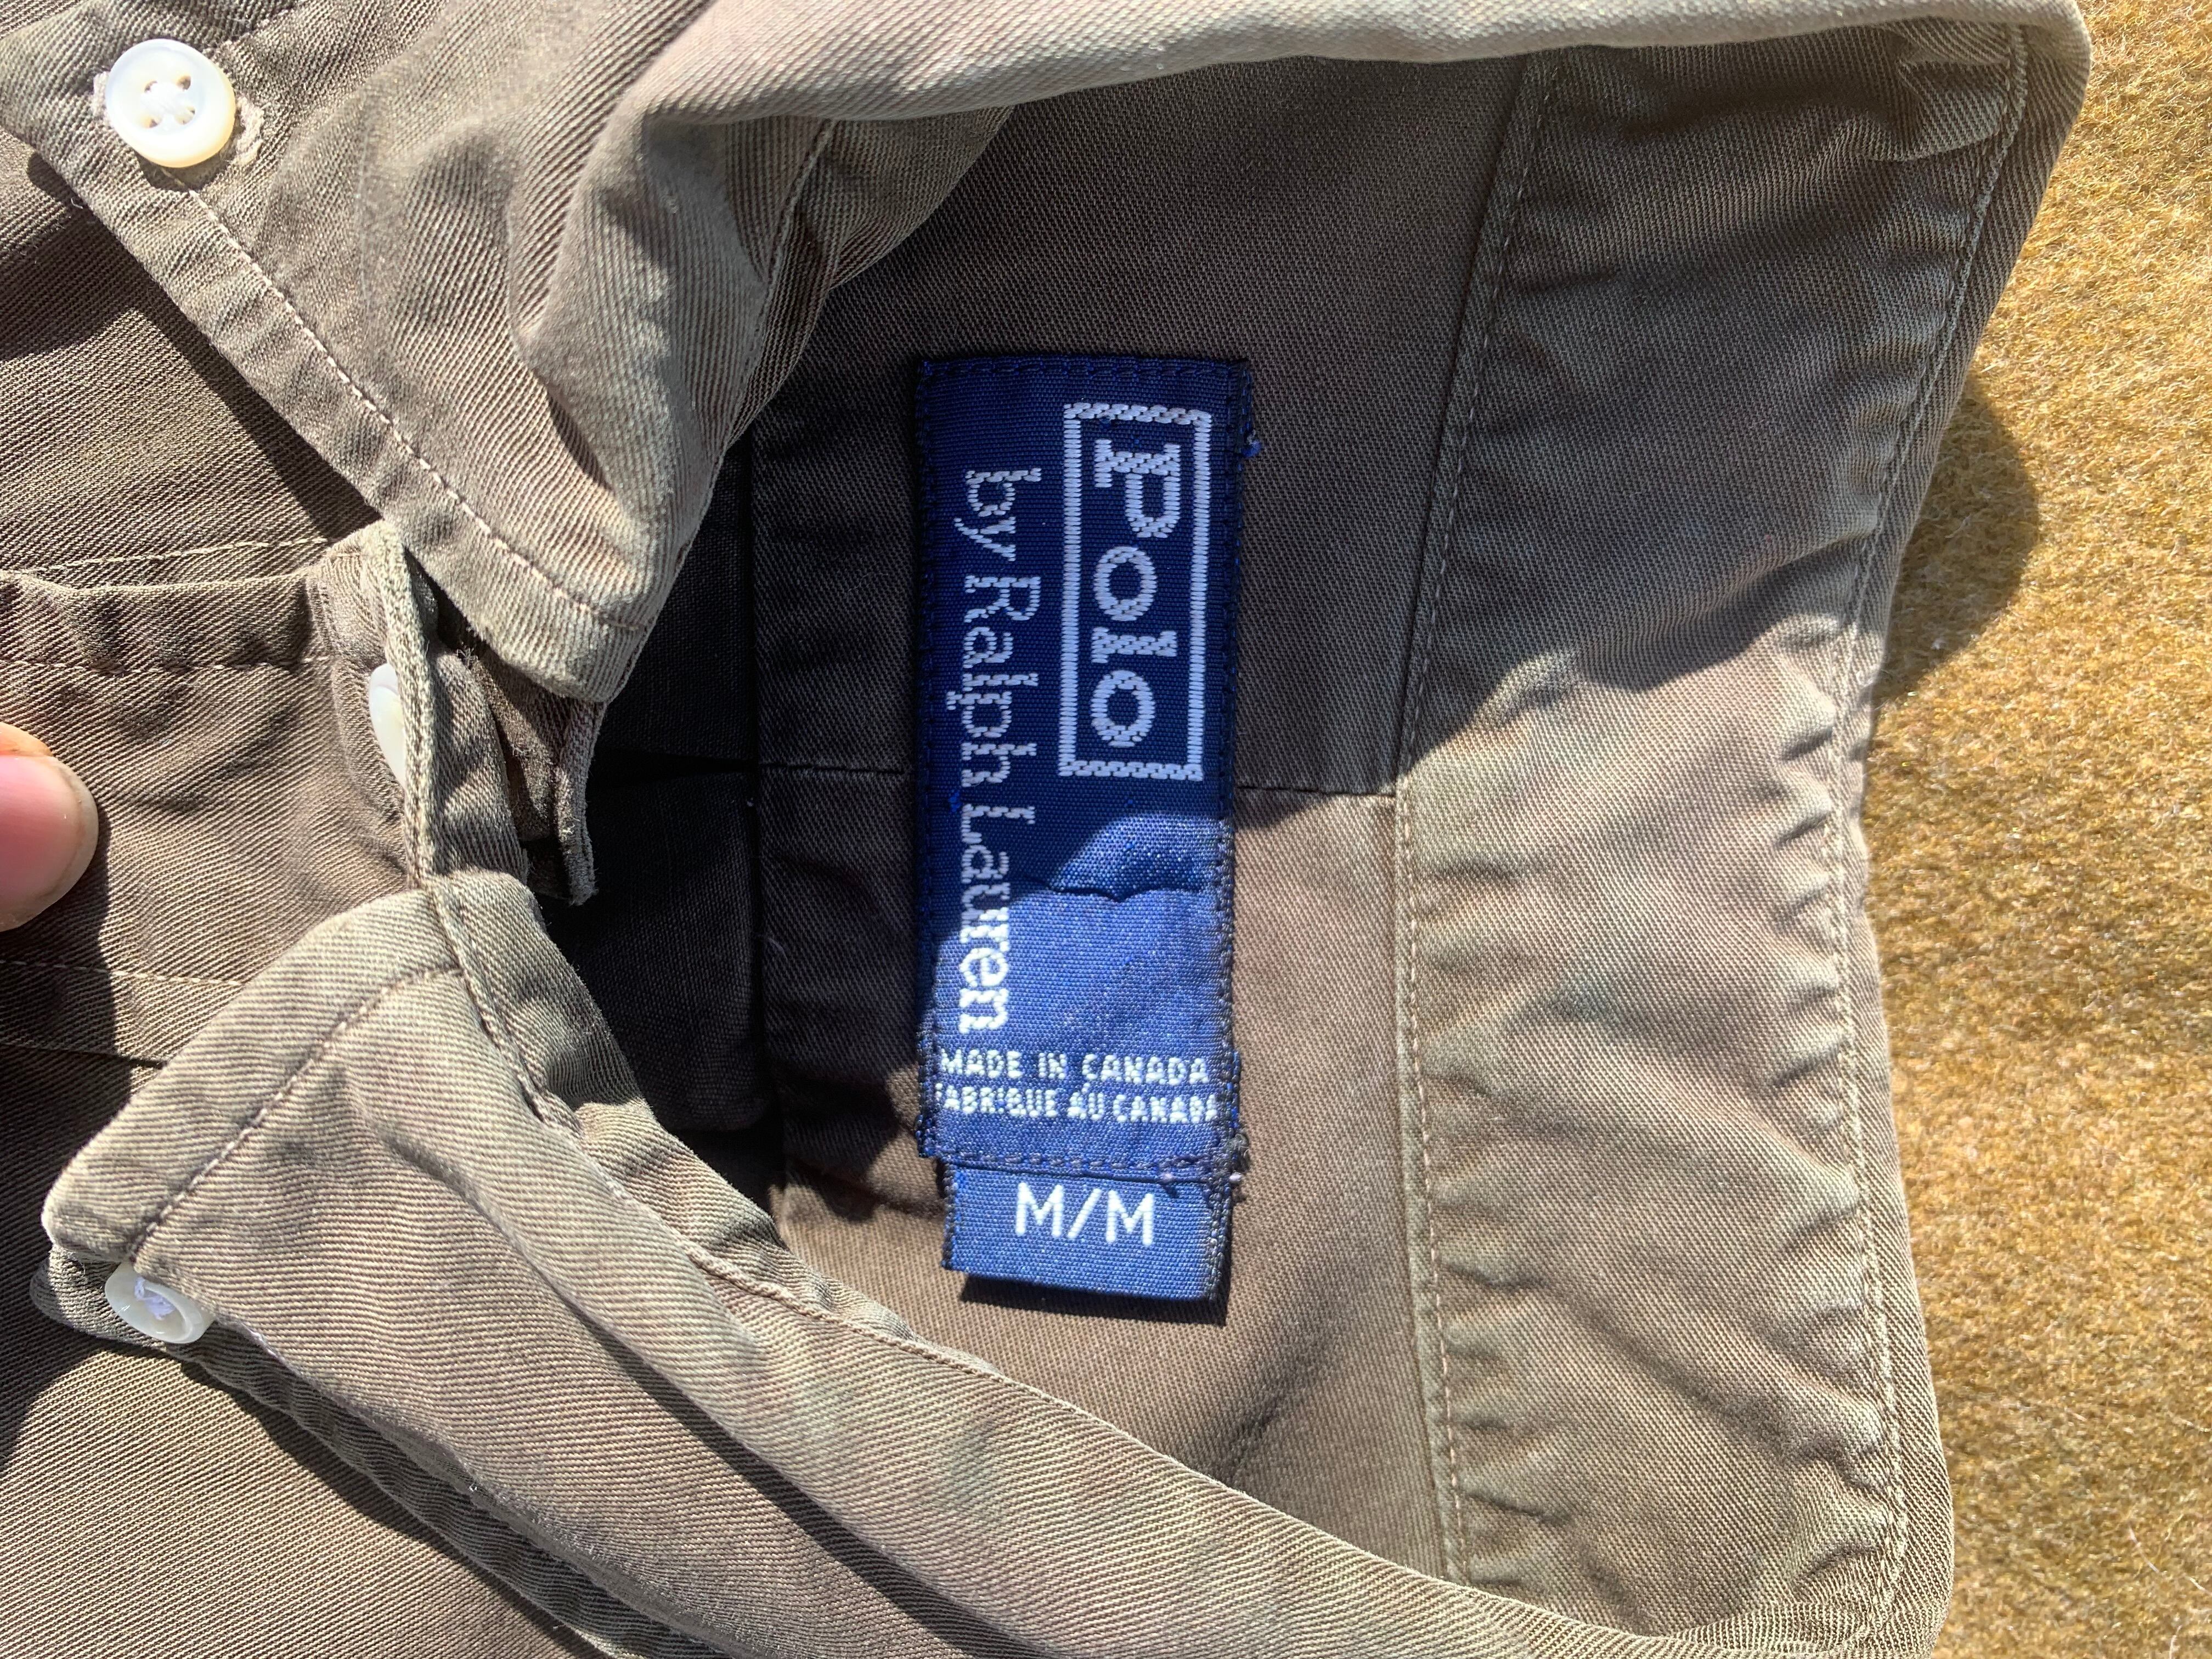 Polo
by Ralph Lauren
MADE IN CANADA
FABRIQUE AU CANADA
M/M